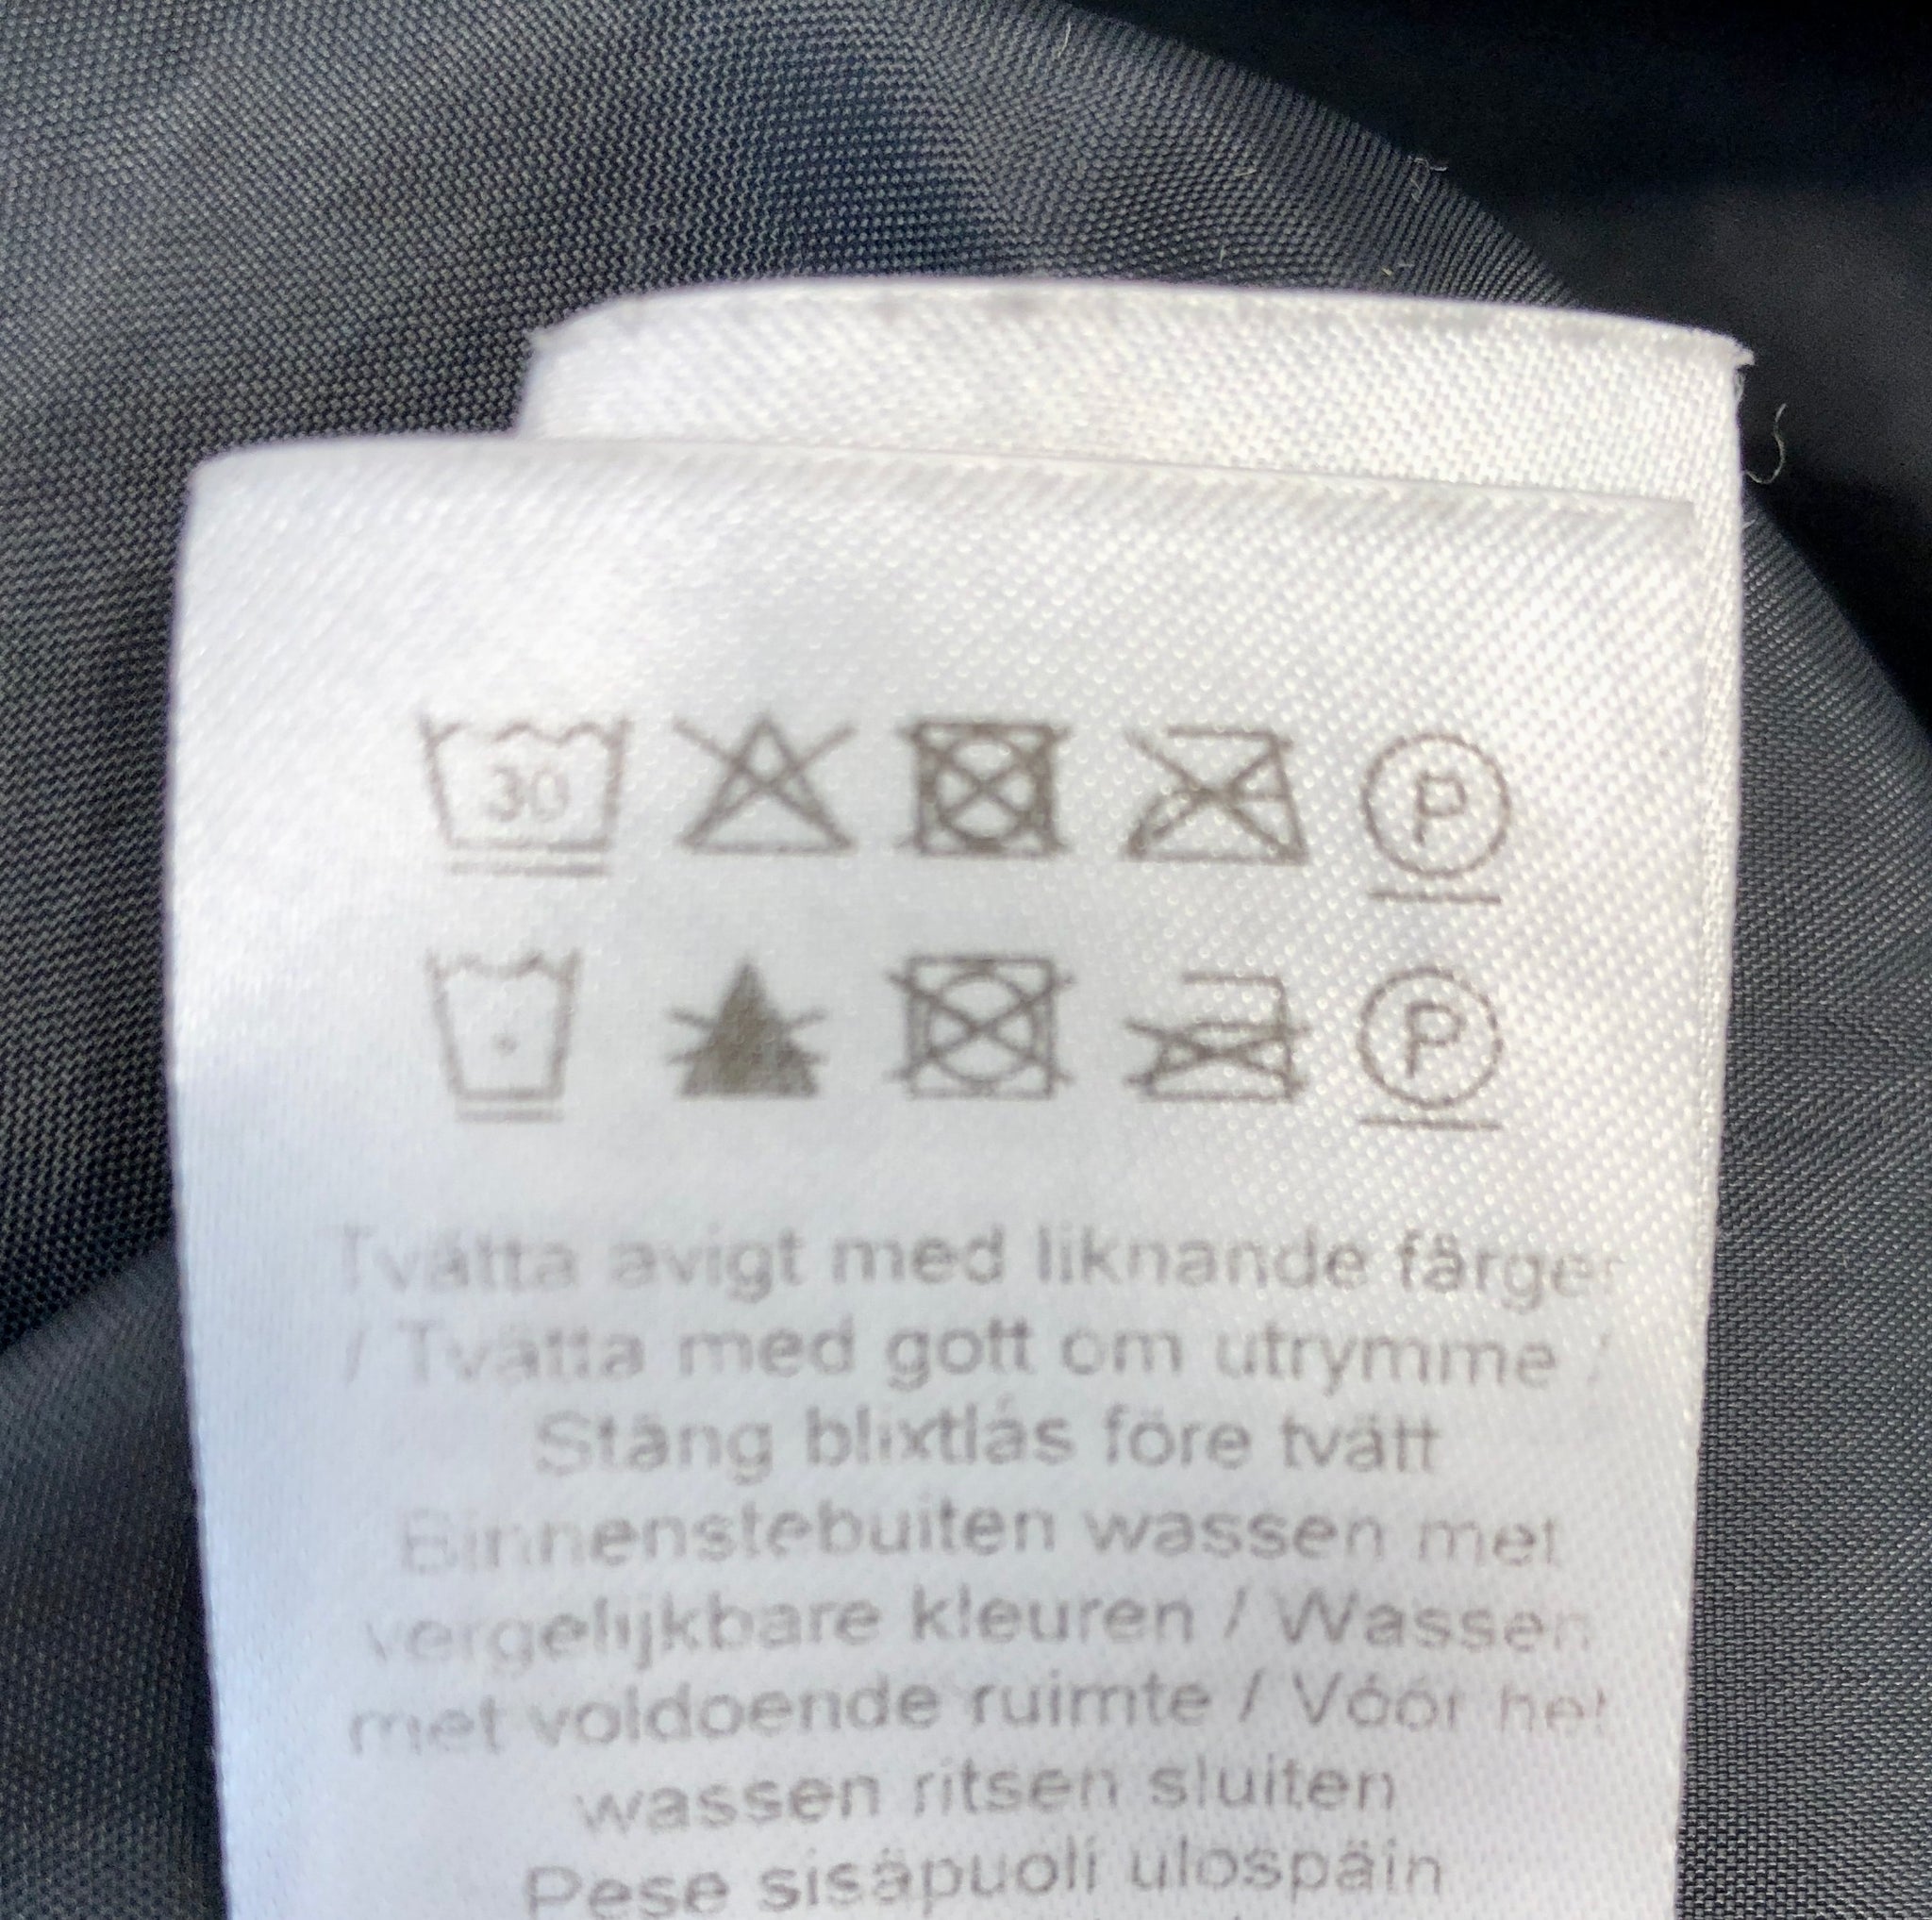 30 P
P
Tvätta avigt med liknande färger
/ Tvätta med gott om utrymme /
Stäng blixtlås före tvätt
Binnenstebuiten wassen met
vergelijkbare kleuren / Wassen
met voldoende ruimte / Vóór het
wassen ritsen sluiten
Pese sisäpuoli ulospäin